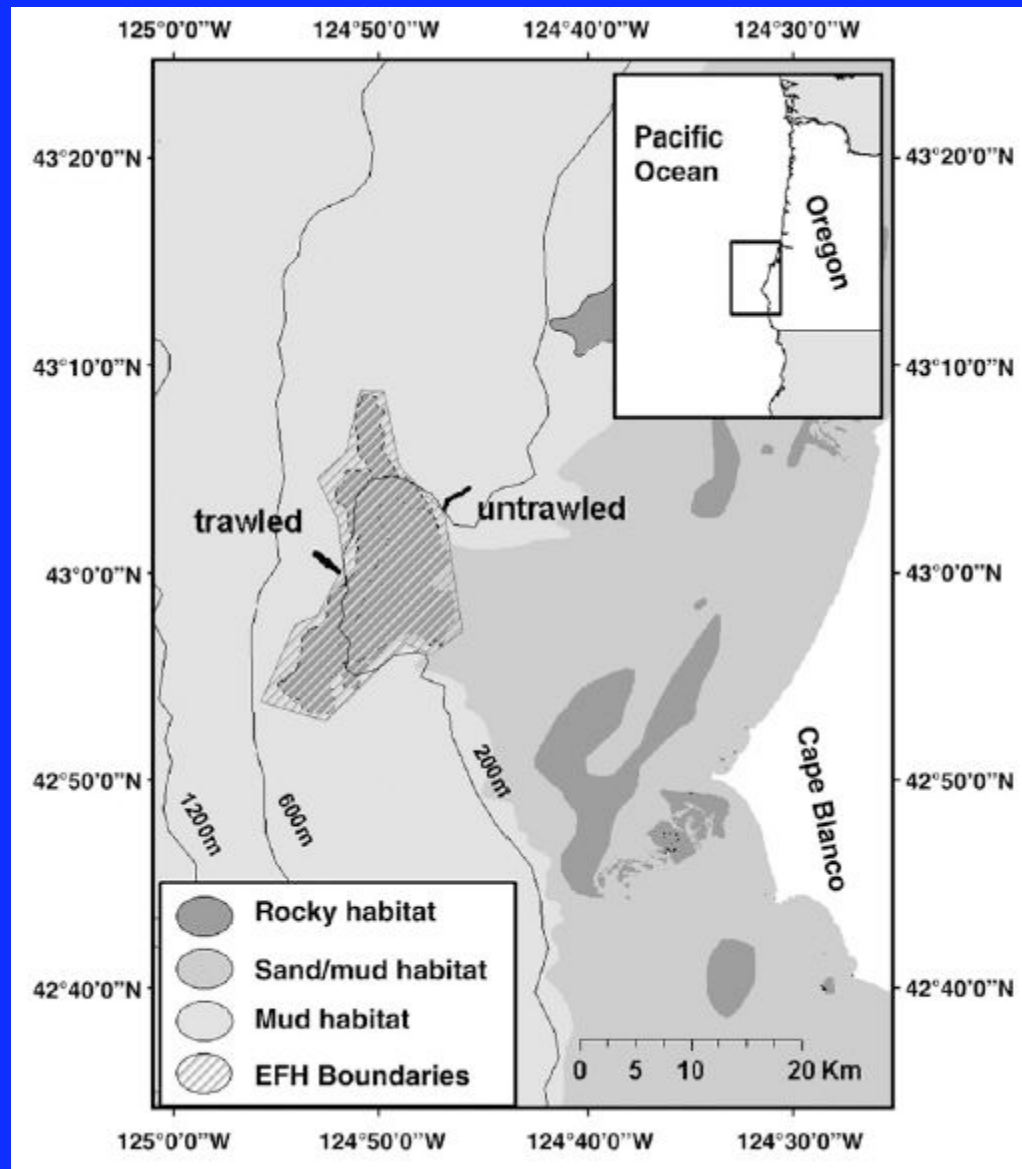 125°0'0"W 124°50'0"W 124°40'0"W 124°30'0"W
Pacific
Ocean
Oregon
43°20'0"N 43°20'0"N
43°10'0"N 43°10'0"N
trawled
untrawled
43°0'0"N 43°0'0"N
42°50'0"N 42°50'0"N
1200m
600m
200m
Cape Blanco
Rocky habitat
Sand/mud habitat
Mud habitat
EFH Boundaries
42°40'0"N 42°40'0"N
0 5 10 20 Km
125°0'0"W 124°50'0"W 124°40'0"W 124°30'0"W